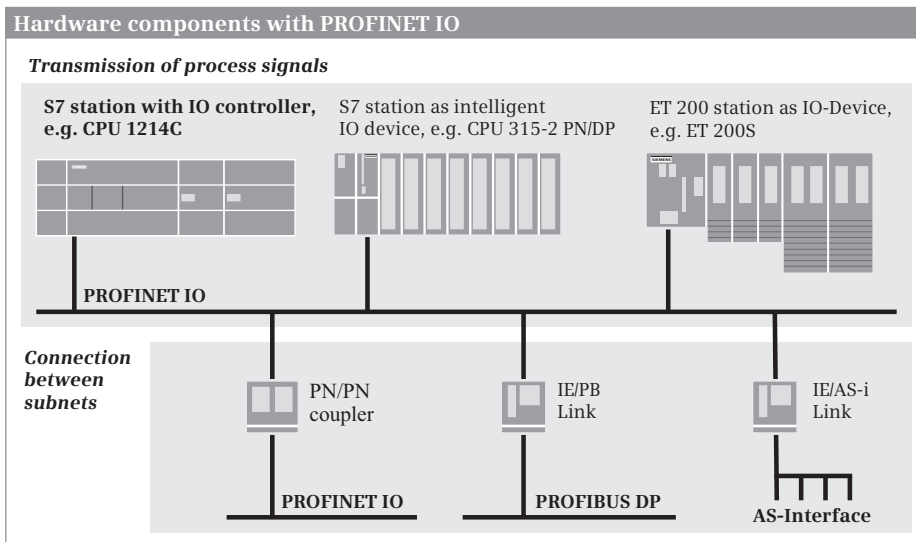 Hardware components with PROFINET IO
Transmission of process signals
S7 station with IO controller,
e.g. CPU 1214C
S7 station as intelligent
IO device, e.g. CPU 315-2 PN/DP
ET 200 station as IO-Device,
e.g. ET 200S
SIEMENS
PROFINET IO
Connection
between
subnets
PN/PN
coupler
IE/PB
Link
IE/AS-i
Link
PROFINET IO
PROFIBUS DP
AS-Interface